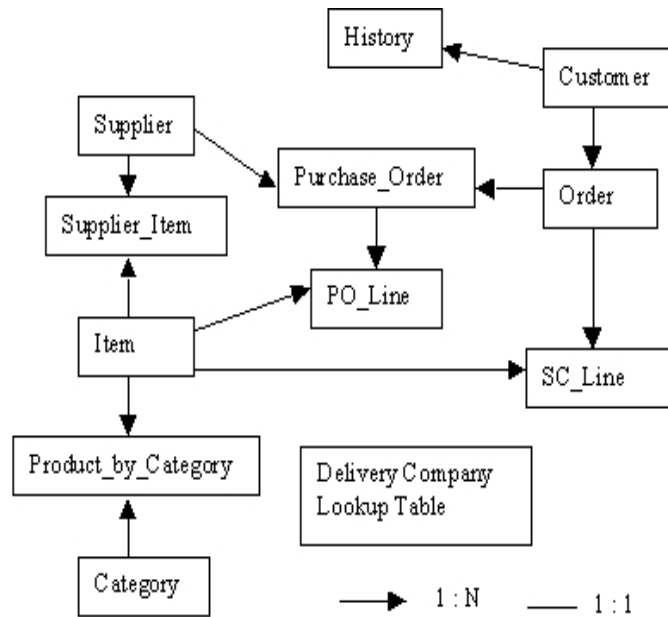 History
Customer
Supplier
Purchase_Order
Order
Supplier_Item
PO_Line
Item
SC_Line
Product_by_Category
Delivery Company
Lookup Table
Category
1 : N
1 : 1